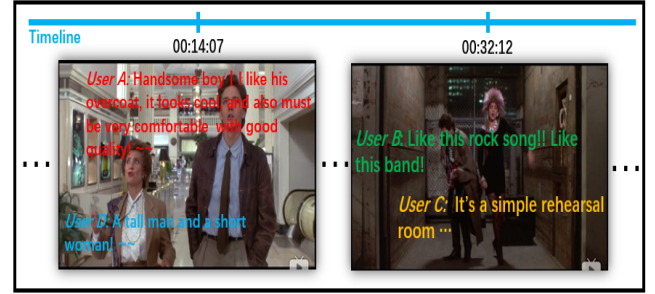 Timeline
00:14:07
00:32:12
User A: Handsome boy! I like his
overcoat, it looks cool and also must
be very comfortable with good
quality! ~~
User D: A tall man and a short
woman! ~~
User B: Like this rock song!! Like
this band!
User C: It's a simple rehearsal
room ···